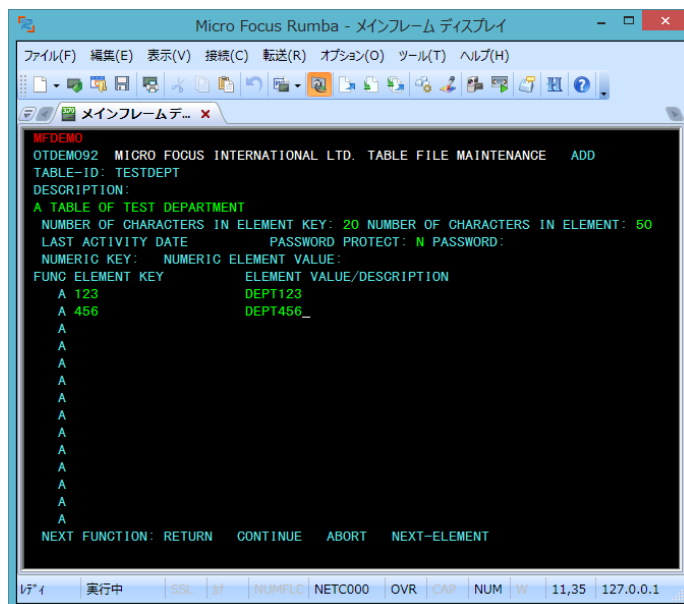 Micro Focus Rumba - メインフレーム ディスプレイ
ファイル(F) 編集(E) 表示(V) 接続(C) 転送(R) オプション(O) ツール(T) ヘルプ(H)
メインフレームデ...
MFDEMO
OTDEMO92 MICRO FOCUS INTERNATIONAL LTD. TABLE FILE MAINTENANCE ADD
TABLE-ID: TESTDEPT
DESCRIPTION:
A TABLE OF TEST DEPARTMENT
NUMBER OF CHARACTERS IN ELEMENT KEY: 20 NUMBER OF CHARACTERS IN ELEMENT: 50
LAST ACTIVITY DATE PASSWORD PROTECT: N PASSWORD:
NUMERIC KEY: NUMERIC ELEMENT VALUE:
FUNC ELEMENT KEY ELEMENT VALUE/DESCRIPTION
A 123 DEPT123
A 456 DEPT456_
A
A
A
A
A
A
A
A
A
A
A
A
NEXT FUNCTION: RETURN CONTINUE ABORT NEXT-ELEMENT
ﾚﾃﾞｨ 実行中 SSL NUMFLD NETC000 OVR CAP NUM W 11,35 127.0.0.1